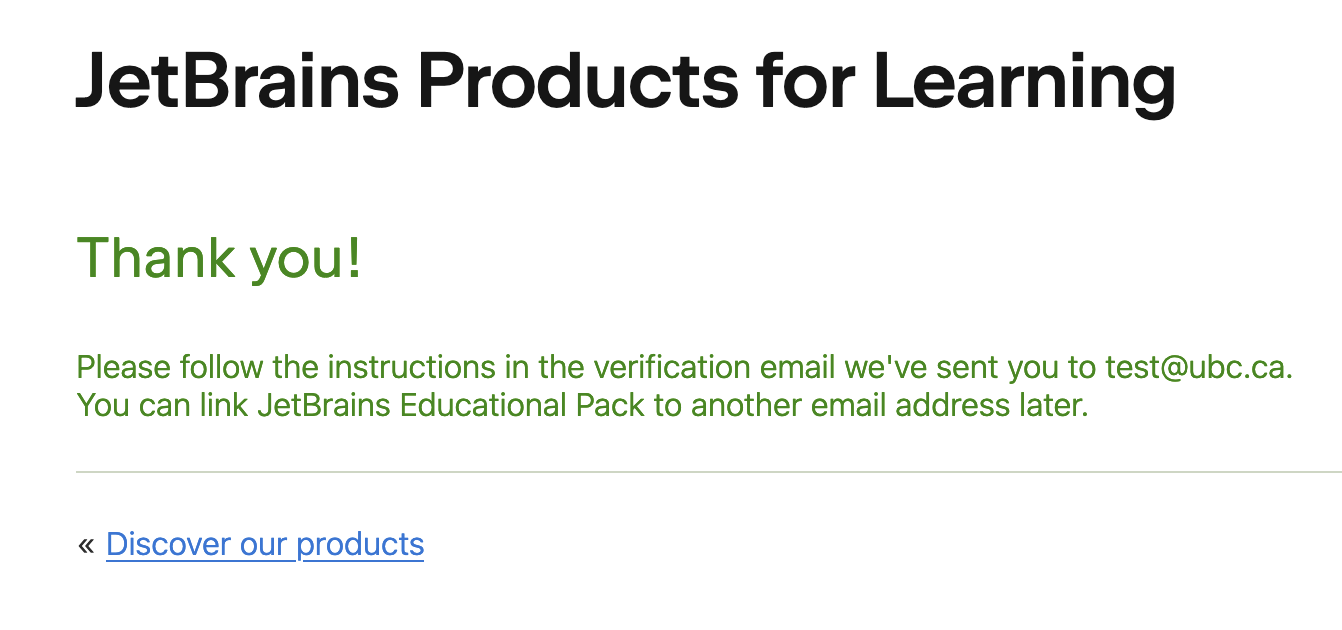 JetBrains Products for Learning
Thank you!
Please follow the instructions in the verification email we've sent you to test@ubc.ca.
You can link JetBrains Educational Pack to another email address later.
« Discover our products